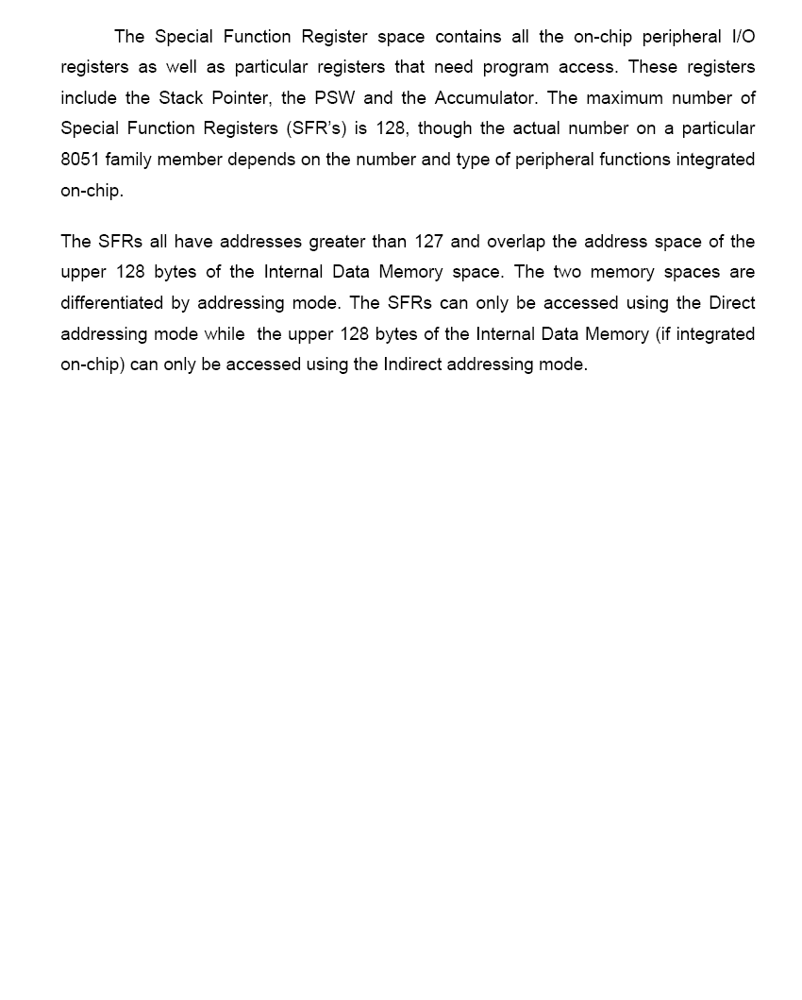 The Special Function Register space contains all the on-chip peripheral I/O
registers as well as particular registers that need program access. These registers
include the Stack Pointer, the PSW and the Accumulator. The maximum number of
Special Function Registers (SFR's) is 128, though the actual number on a particular
8051 family member depends on the number and type of peripheral functions integrated
on-chip.
The SFRs all have addresses greater than 127 and overlap the address space of the
upper 128 bytes of the Internal Data Memory space. The two memory spaces are
differentiated by addressing mode. The SFRs can only be accessed using the Direct
addressing mode while  the upper 128 bytes of the Internal Data Memory (if integrated
on-chip) can only be accessed using the Indirect addressing mode.